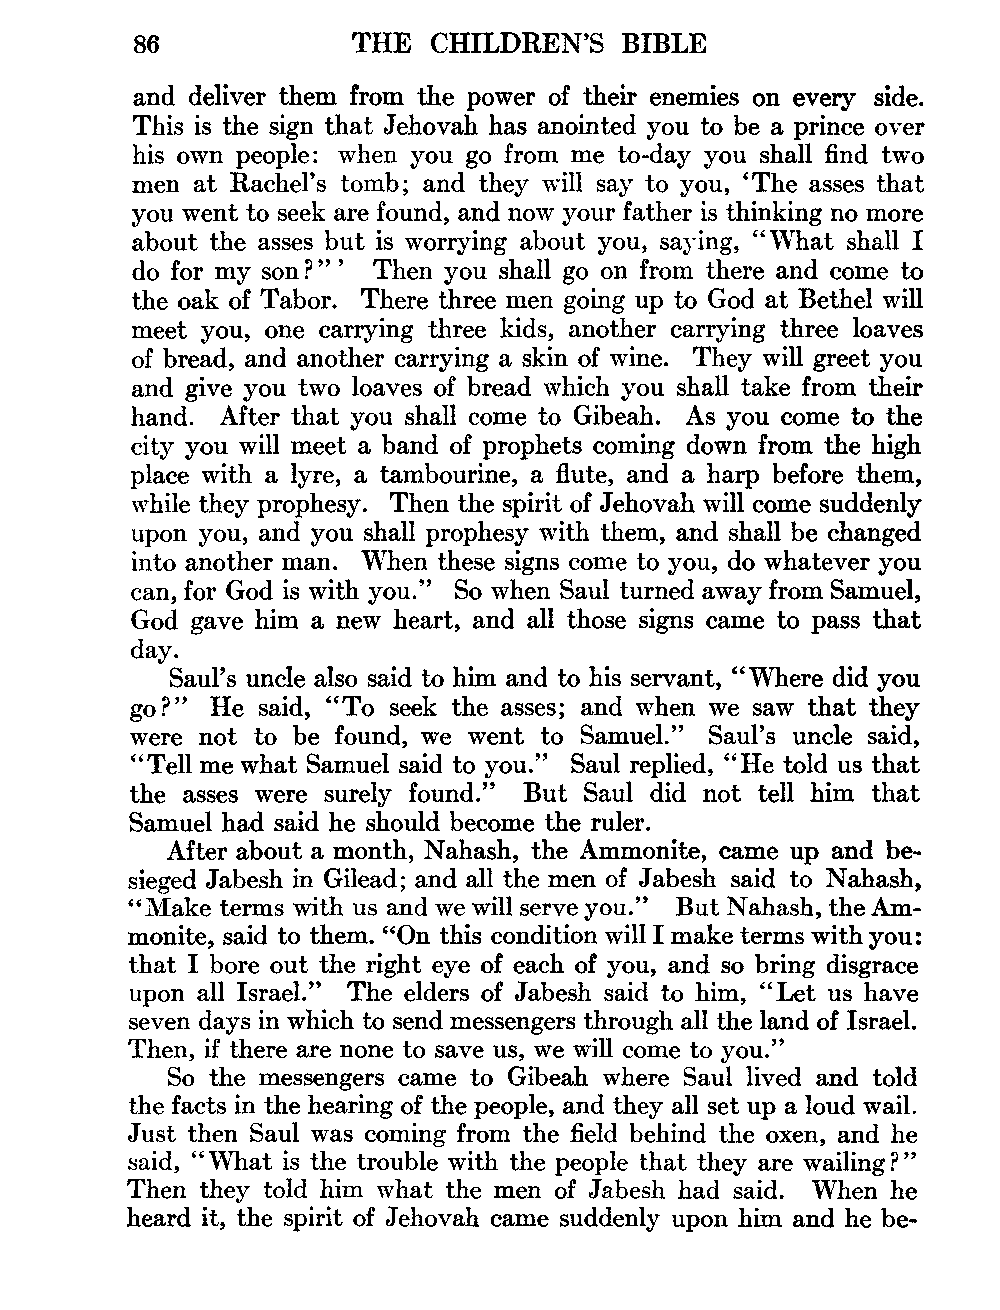 86 THE CHILDREN'S BIBLE
and deliver them from the power of their enemies on every side.
This is the sign that Jehovah has anointed you to be a prince over
his own people: when you go from me to-day you shall find two
men at Rachel's tomb; and they will say to you, ‘The asses that
you went to seek are found, and now your father is thinking no more
about the asses but is worrying about you, saying, “What shall I
do for my son?”’ Then you shall go on from there and come to
the oak of Tabor. There three men going up to God at Bethel will
meet you, one carrying three kids, another carrying three loaves
of bread, and another carrying a skin of wine. They will greet you
and give you two loaves of bread which you shall take from their
hand. After that you shall come to Gibeah. As you come to the
city you will meet a band of prophets coming down from the high
place with a lyre, a tambourine, a flute, and a harp before them,
while they prophesy. Then the spirit of Jehovah will come suddenly
upon you, and you shall prophesy with them, and shall be changed
into another man. When these signs come to you, do whatever you
can, for God is with you.” So when Saul turned away from Samuel,
God gave him a new heart, and all those signs came to pass that
day.
Saul's uncle also said to him and to his servant, “Where did you
go?” He said, “To seek the asses; and when we saw that they
were not to be found, we went to Samuel.” Saul's uncle said,
“Tell me what Samuel said to you.” Saul replied, “He told us that
the asses were surely found.” But Saul did not tell him that
Samuel had said he should become the ruler.
After about a month, Nahash, the Ammonite, came up and be-
sieged Jabesh in Gilead; and all the men of Jabesh said to Nahash,
“Make terms with us and we will serve you.” But Nahash, the Am-
monite, said to them. “On this condition will I make terms with you:
that I bore out the right eye of each of you, and so bring disgrace
upon all Israel.” The elders of Jabesh said to him, “Let us have
seven days in which to send messengers through all the land of Israel.
Then, if there are none to save us, we will come to you.”
So the messengers came to Gibeah where Saul lived and told
the facts in the hearing of the people, and they all set up a loud wail.
Just then Saul was coming from the field behind the oxen, and he
said, “What is the trouble with the people that they are wailing?”
Then they told him what the men of Jabesh had said. When he
heard it, the spirit of Jehovah came suddenly upon him and he be-